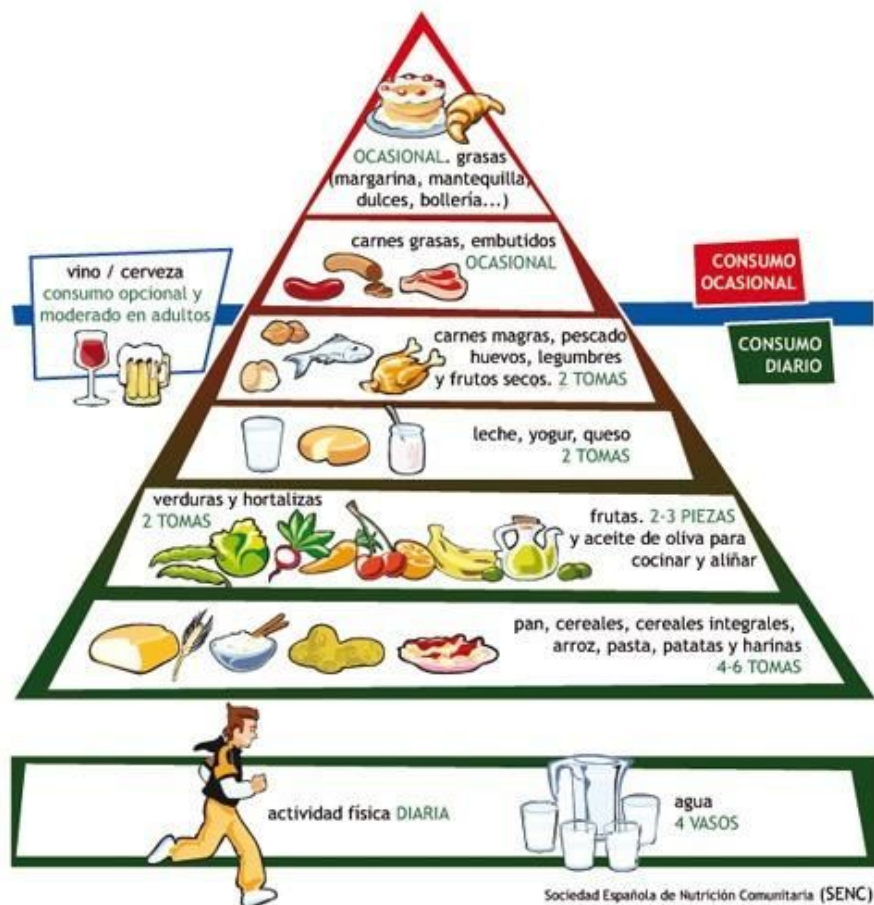 OCASIONAL. grasas
(margarina, mantequilla,
dulces, bollería...)
carnes grasas, embutidos
OCASIONAL
CONSUMO
OCASIONAL
vino / cerveza
consumo opcional y
moderado en adultos
carnes magras, pescado
huevos, legumbres
y frutos secos. 2 TOMAS
CONSUMO
DIARIO
leche, yogur, queso
2 TOMAS
verduras y hortalizas
2 TOMAS
frutas. 2-3 PIEZAS
y aceite de oliva para
cocinar y aliñar
pan, cereales, cereales integrales,
arroz, pasta, patatas y harinas
4-6 TOMAS
actividad física DIARIA
agua
4 VASOS
Sociedad Española de Nutrición Comunitaria (SENC)